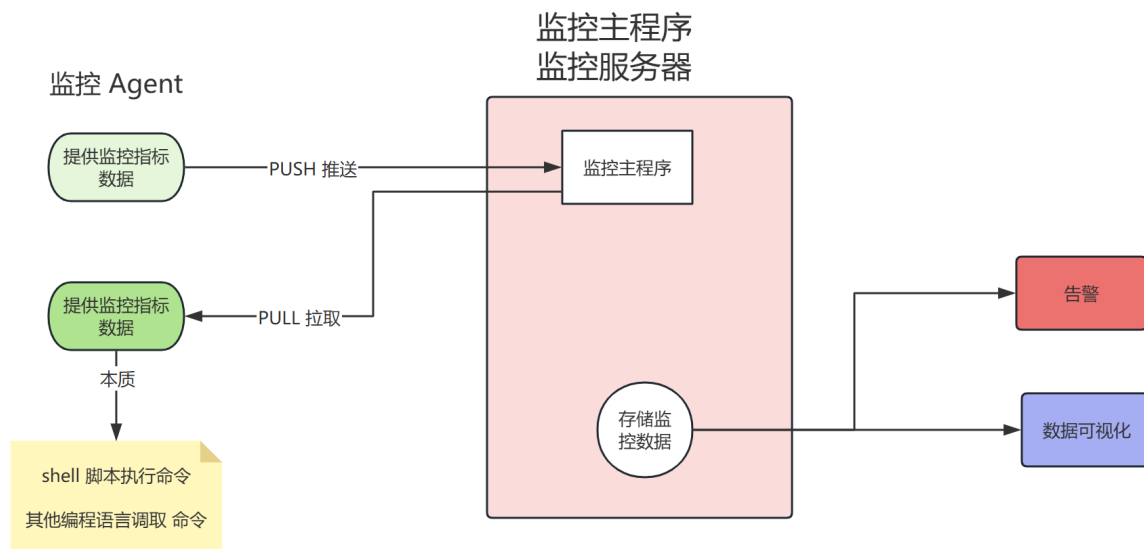 监控主程序
监控服务器
监控 Agent
提供监控指标
数据
PUSH 推送
监控主程序
提供监控指标
数据
PULL 拉取
告警
本质
存储监
控数据
数据可视化
shell 脚本执行命令
其他编程语言调取 命令